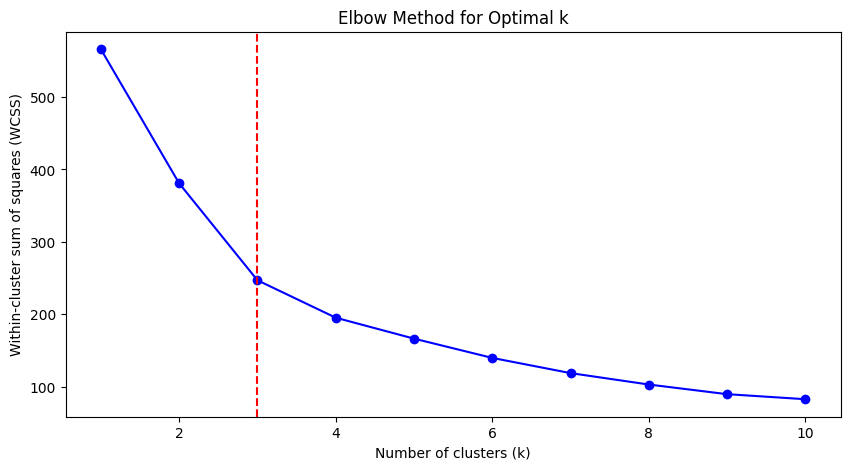 Elbow Method for Optimal k
Within-cluster sum of squares (WCSS)
500
400
300
200
100
2 4 6 8 10
Number of clusters (k)